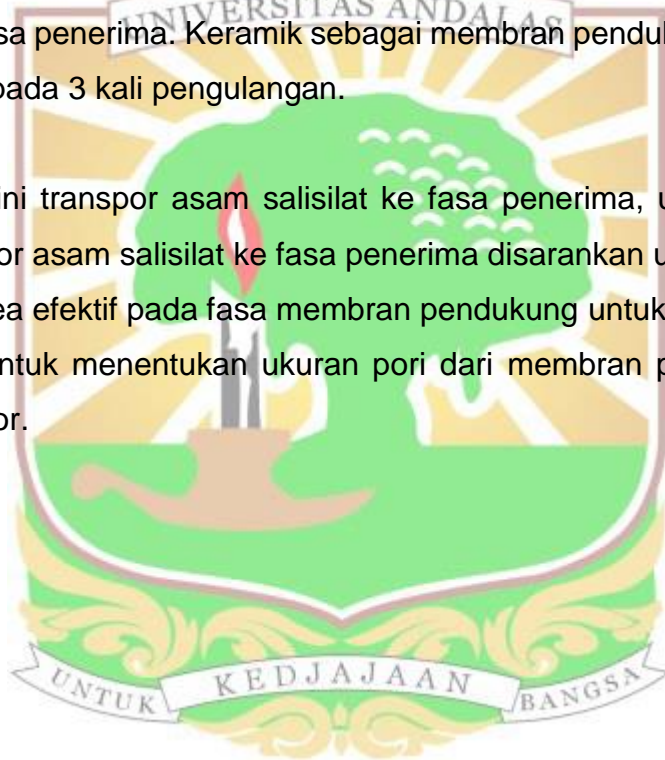 UNIVERSITAS ANDALAS
sa penerima. Keramik sebagai membran penduk
pada 3 kali pengulangan.
ini transpor asam salisilat ke fasa penerima, u
or asam salisilat ke fasa penerima disarankan u
ea efektif pada fasa membran pendukung untuk
ntuk menentukan ukuran pori dari membran p
or.
UNTUK KEDJAJAAN BANGSA